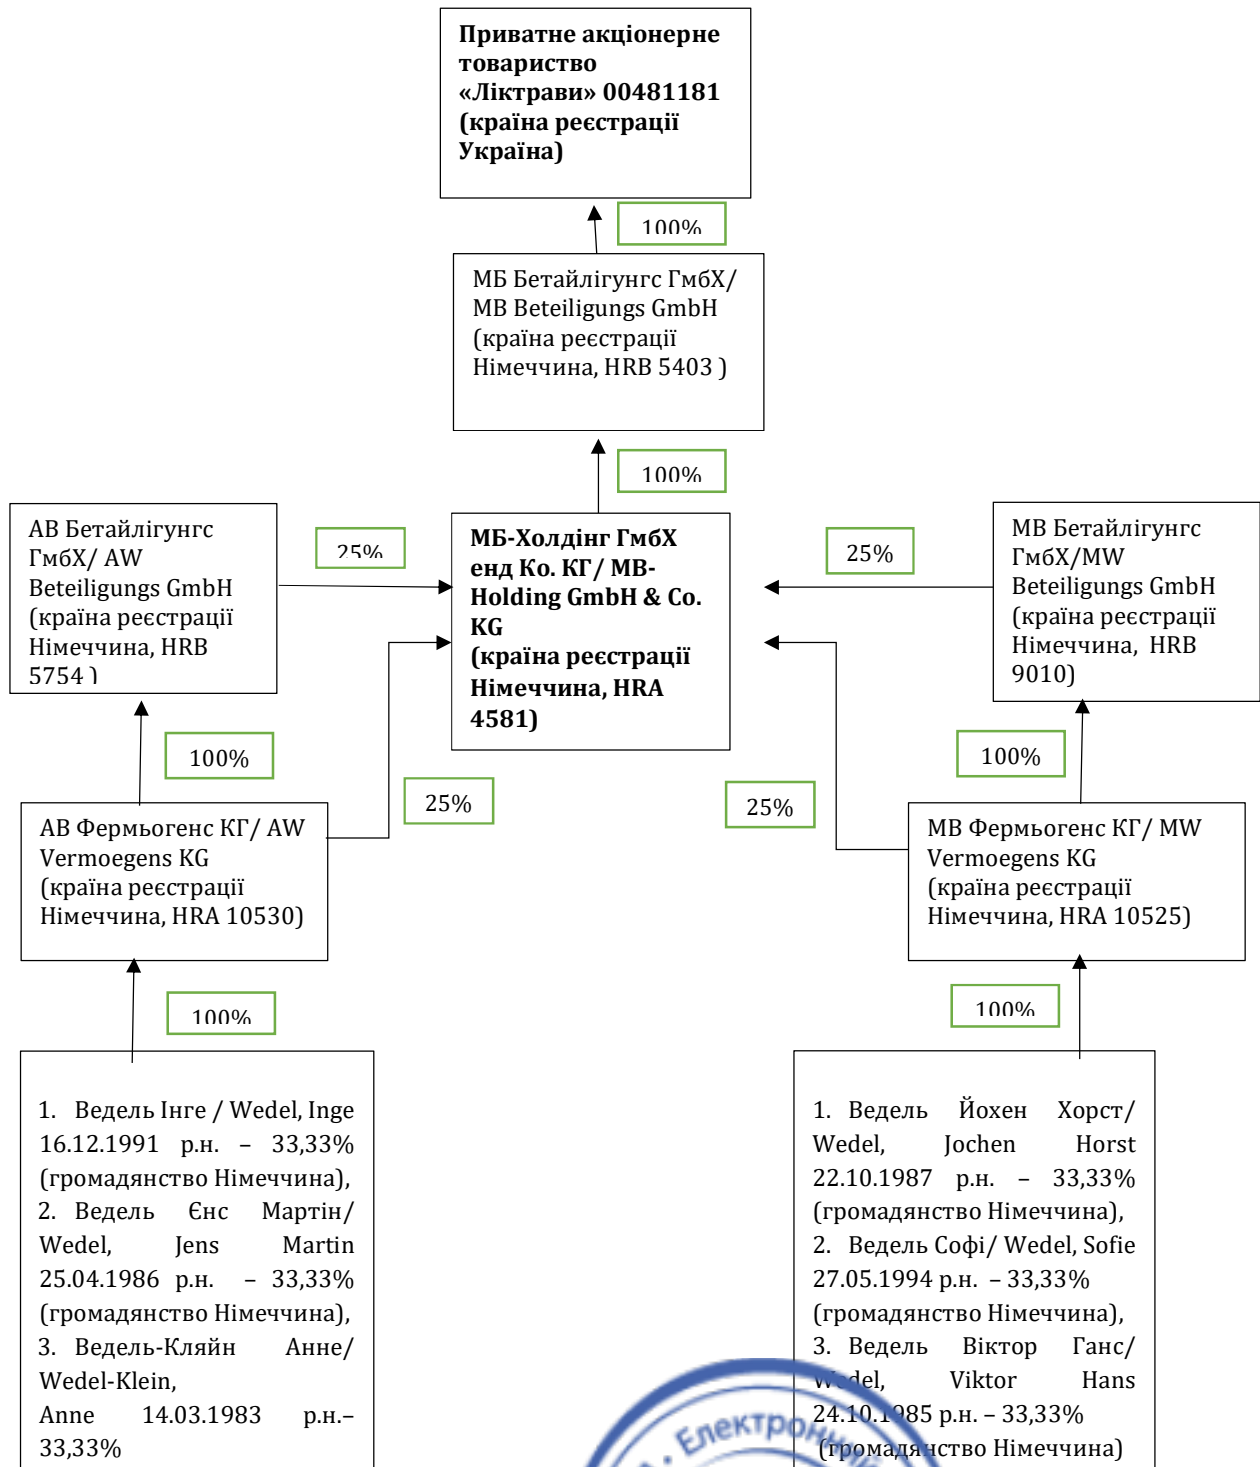 Приватне акціонерне
товариство
«Ліктрави» 00481181
(країна реєстрації
Україна)
100%
МБ Бетайлігунгс ГмбХ/
MB Beteiligungs GmbH
(країна реєстрації
Німеччина, HRB 5403 )
100%
АВ Бетайлігунгс
ГмбХ/ AW
Beteiligungs GmbH
(країна реєстрації
Німеччина, HRB
5754 )
25%
МБ-Холдінг ГмбХ
енд Ко. КГ/ MB-
Holding GmbH & Co.
KG
(країна реєстрації
Німеччина, HRA
4581)
25%
МВ Бетайлігунгс
ГмбХ/MW
Beteiligungs GmbH
(країна реєстрації
Німеччина, HRB
9010)
100%
25%
25%
100%
АВ Фермьогенс КГ/ AW
Vermoegens KG
(країна реєстрації
Німеччина, HRA 10530)
МВ Фермьогенс КГ/ MW
Vermoegens KG
(країна реєстрації
Німеччина, HRA 10525)
100%
100%
1. Ведель Інге / Wedel, Inge
16.12.1991 р.н. – 33,33%
(громадянство Німеччина),
2. Ведель Єнс Мартін/
Wedel, Jens Martin
25.04.1986 р.н. – 33,33%
(громадянство Німеччина),
3. Ведель-Кляйн Анне/
Wedel-Klein,
Anne 14.03.1983 р.н.–
33,33%
1. Ведель Йохен Хорст/
Wedel, Jochen Horst
22.10.1987 р.н. – 33,33%
(громадянство Німеччина),
2. Ведель Софі/ Wedel, Sofie
27.05.1994 р.н. – 33,33%
(громадянство Німеччина),
3. Ведель Віктор Ганс/
Wedel, Viktor Hans
24.10.1985 р.н. – 33,33%
(громадянство Німеччина)